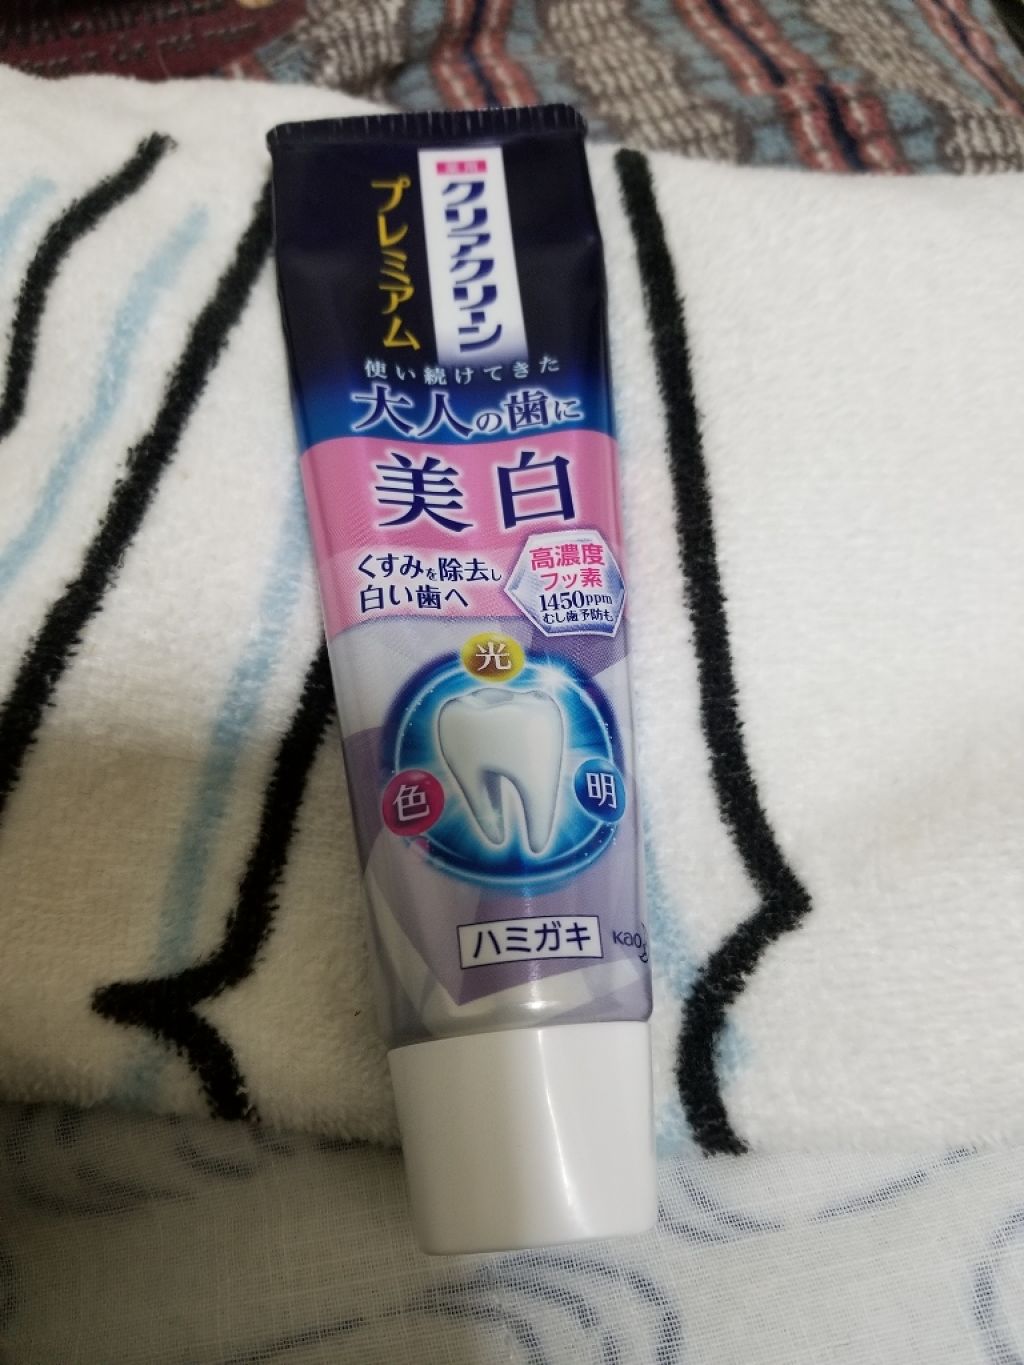 薬用
クリアクリーン
プレミアム
使い続けてきた
大人の歯に
美白
くすみを除去し
白い歯へ
高濃度
フッ素
1450ppm
むし歯予防も
光
色
明
ハミガキ
Kao